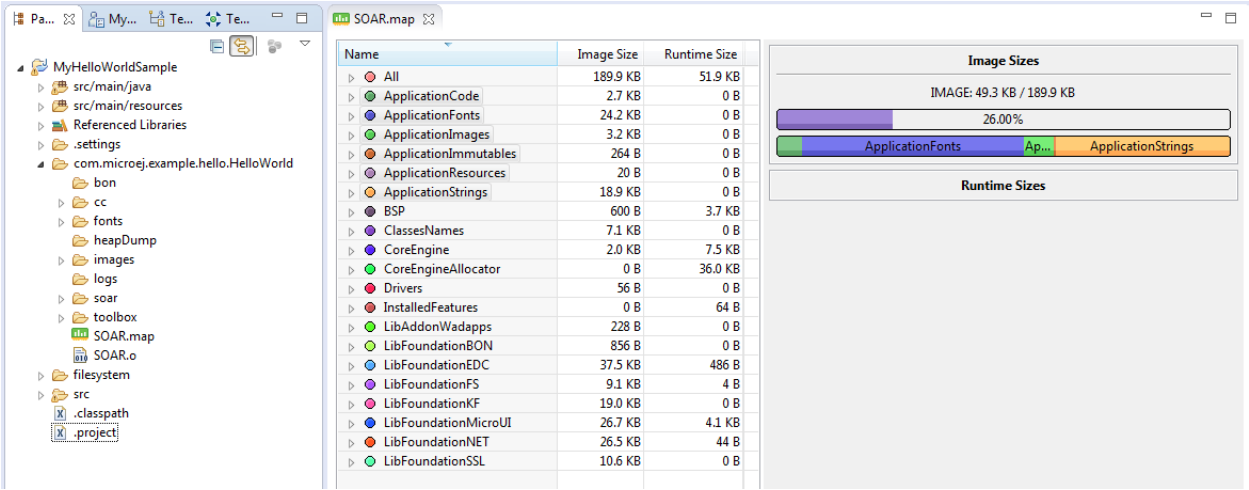 Pa...
My...
Te...
Te...
MyHelloWorldSample
src/main/java
src/main/resources
Referenced Libraries
.settings
com.microej.example.hello.HelloWorld
bon
cc
fonts
heapDump
images
logs
soar
toolbox
SOAR.map
SOAR.o
filesystem
src
.classpath
.project
SOAR.map
Name Image Size Runtime Size
All 189.9 KB 51.9 KB
ApplicationCode 2.7 KB 0 B
ApplicationFonts 24.2 KB 0 B
ApplicationImages 3.2 KB 0 B
ApplicationImmutables 264 B 0 B
ApplicationResources 20 B 0 B
ApplicationStrings 18.9 KB 0 B
BSP 600 B 3.7 KB
ClassesNames 7.1 KB 0 B
CoreEngine 2.0 KB 7.5 KB
CoreEngineAllocator 0 B 36.0 KB
Drivers 56 B 0 B
InstalledFeatures 0 B 64 B
LibAddonWadapps 228 B 0 B
LibFoundationBON 856 B 0 B
LibFoundationEDC 37.5 KB 486 B
LibFoundationFS 9.1 KB 4 B
LibFoundationKF 19.0 KB 0 B
LibFoundationMicroUI 26.7 KB 4.1 KB
LibFoundationNET 26.5 KB 44 B
LibFoundationSSL 10.6 KB 0 B
Image Sizes
IMAGE: 49.3 KB / 189.9 KB
26.00%
ApplicationFonts Ap... ApplicationStrings
Runtime Sizes